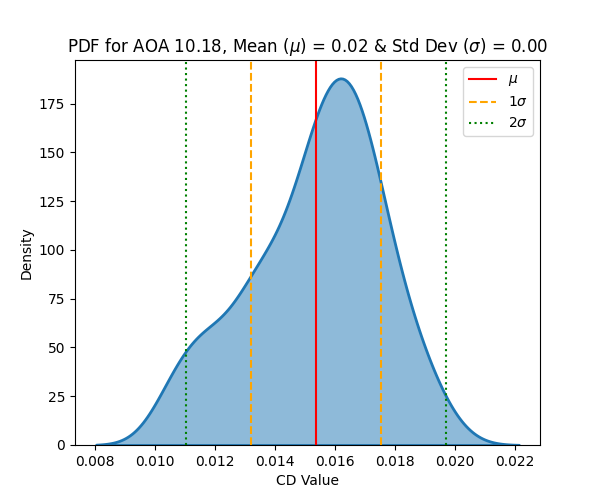 PDF for AOA 10.18, Mean (μ) = 0.02 & Std Dev (σ) = 0.00
μ
1σ
2σ
175
150
125
100
75
50
25
0
Density
0.008 0.010 0.012 0.014 0.016 0.018 0.020 0.022
CD Value